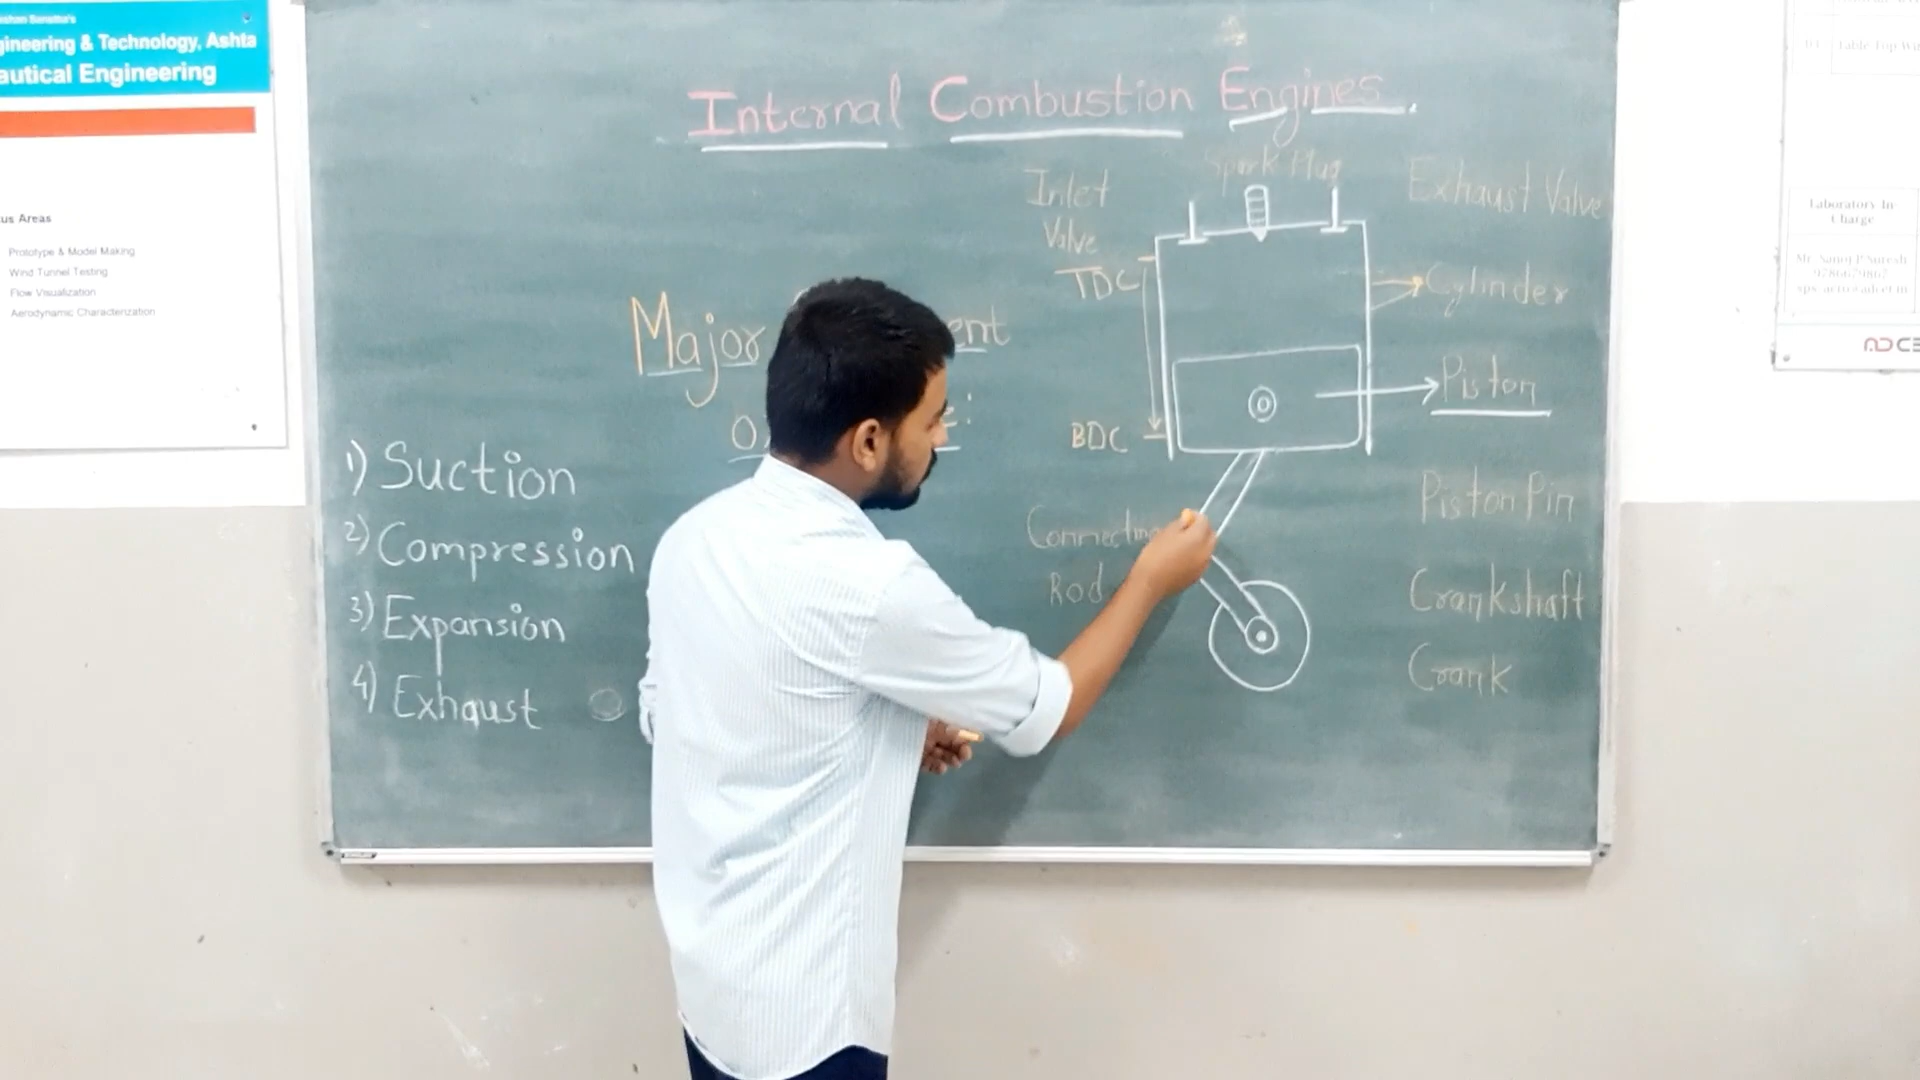 gineering & Technology, Ashta
autical Engineering
us Areas
Prototype & Model Making
Wind Tunnel Testing
Flow Visualization
Aerodynamic Characterization
Internal Combustion Engines.
Major ent
1) Suction
2) Compression
3) Expansion
4) Exhaust
Inlet
Valve
Spark Plug
Exhaust Valve
TDC
Cylinder
Piston
BDC
Piston Pin
Connecting
Rod
Crankshaft
Crank
Laboratory-In
Charge